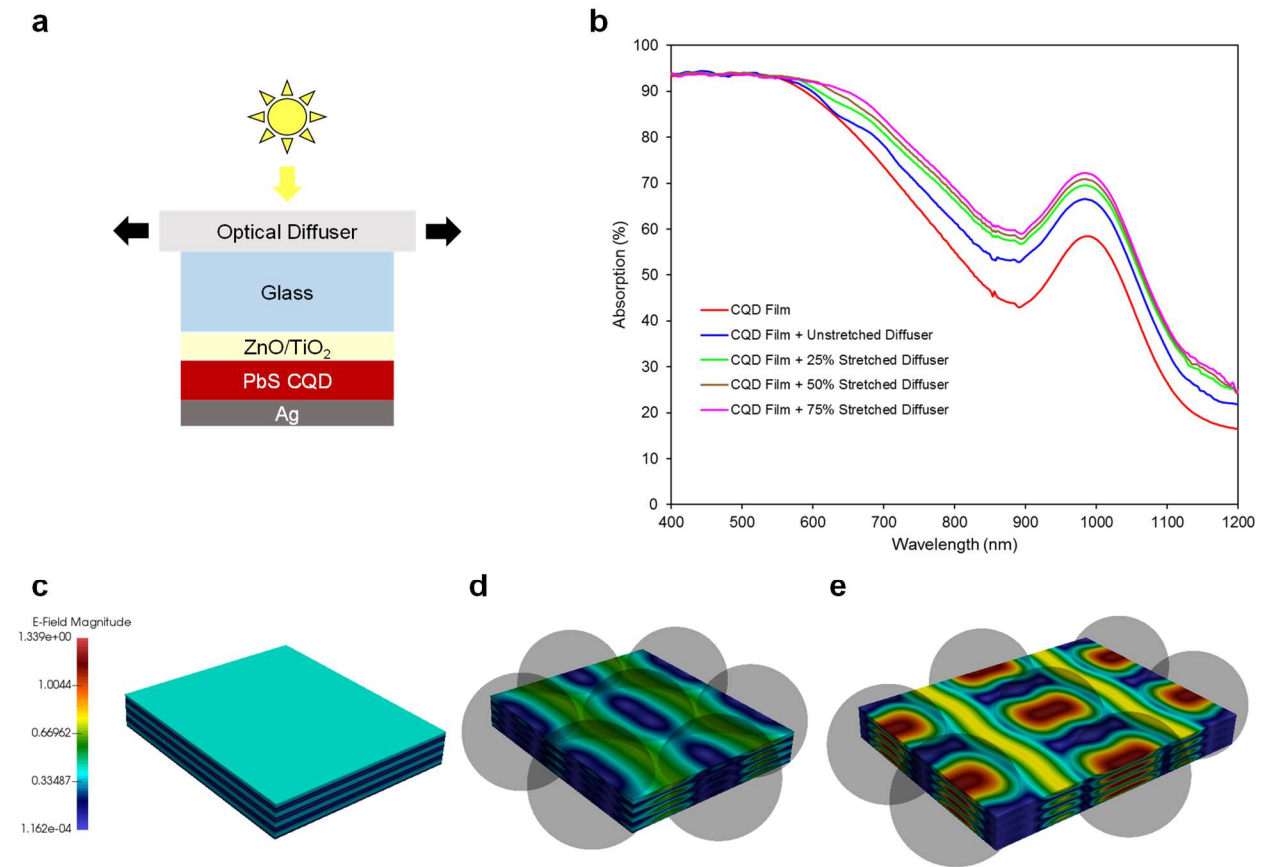 a
Optical Diffuser
Glass
ZnO/TiO₂
PbS CQD
Ag
b
100
90
80
70
60
50
40
30
20
10
0
Absorption (%)
CQD Film
CQD Film + Unstretched Diffuser
CQD Film + 25% Stretched Diffuser
CQD Film + 50% Stretched Diffuser
CQD Film + 75% Stretched Diffuser
400 500 600 700 800 900 1000 1100 1200
Wavelength (nm)
c
E-Field Magnitude
1.339e+00
1.0044
0.66962
0.33487
1.162e-04
d
e